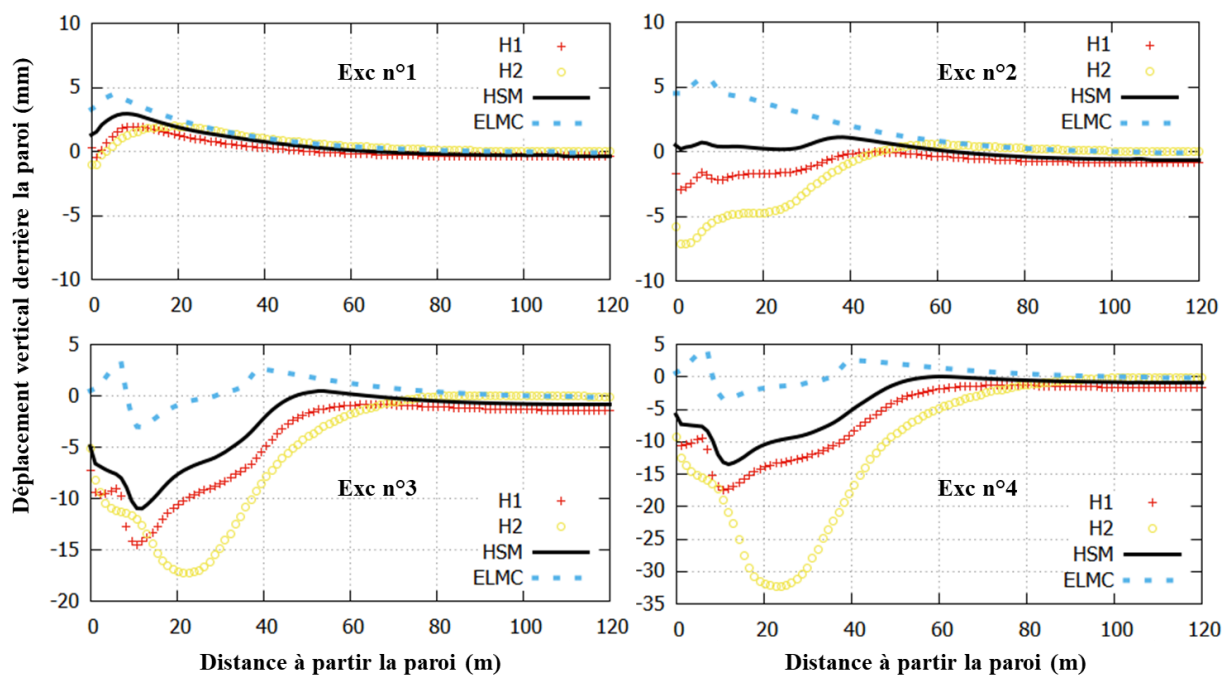 Déplacement vertical derrière la paroi (mm)
10
5
0
-5
-10
0 20 40 60 80 100 120
Exc n°1
H1
H2
HSM
ELMC
10
5
0
-5
-10
0 20 40 60 80 100 120
Exc n°2
H1
H2
HSM
ELMC
5
0
-5
-10
-15
-20
0 20 40 60 80 100 120
Exc n°3
H1
H2
HSM
ELMC
Distance à partir la paroi (m)
5
0
-5
-10
-15
-20
-25
-30
-35
0 20 40 60 80 100 120
Exc n°4
H1
H2
HSM
ELMC
Distance à partir la paroi (m)